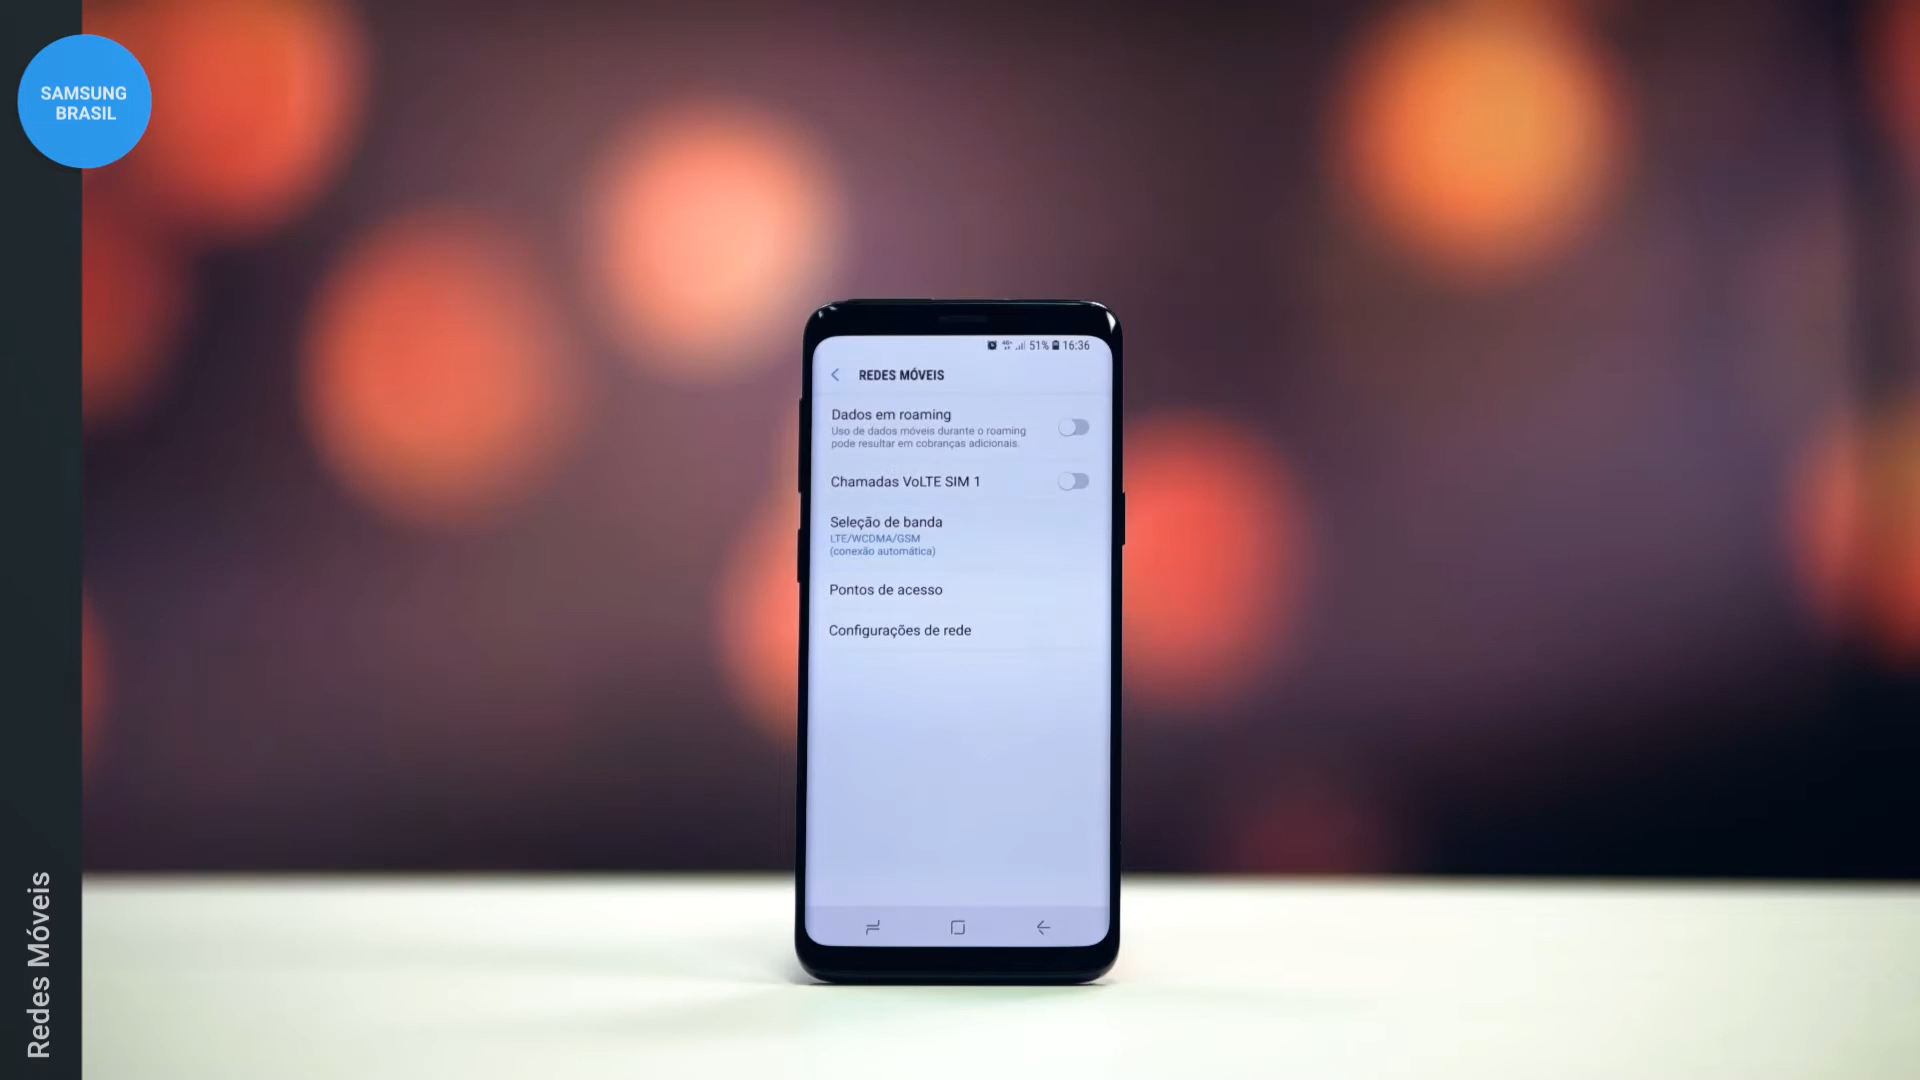 SAMSUNG
BRASIL
51% 16:36
REDES MÓVEIS
Dados em roaming
Uso de dados móveis durante o roaming
pode resultar em cobranças adicionais.
Chamadas VoLTE SIM 1
Seleção de banda
LTE/WCDMA/GSM
(conexão automática)
Pontos de acesso
Configurações de rede
Redes Móveis